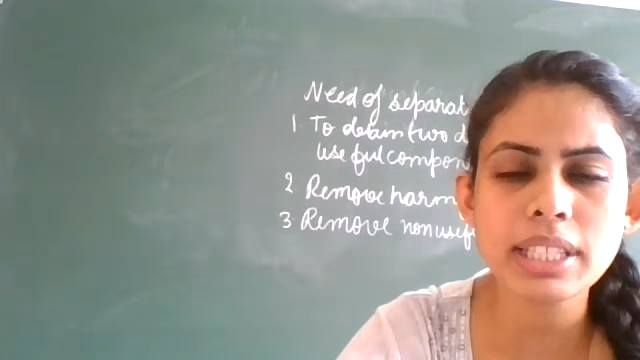 Need of separat
1 To obtain two d
useful compon
2 Remove harm
3 Remove nonusef